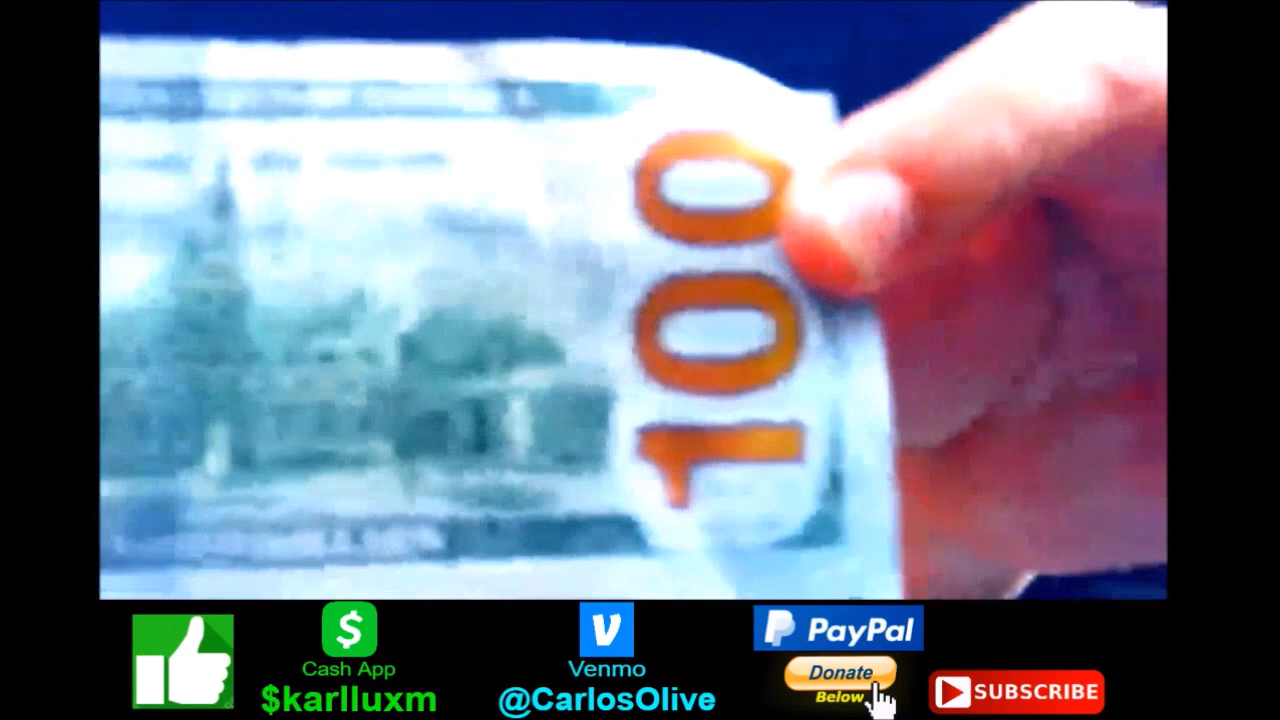 100
$
Cash App
$karlluxm
V
Venmo
@CarlosOlive
P PayPal
Donate
Below
SUBSCRIBE